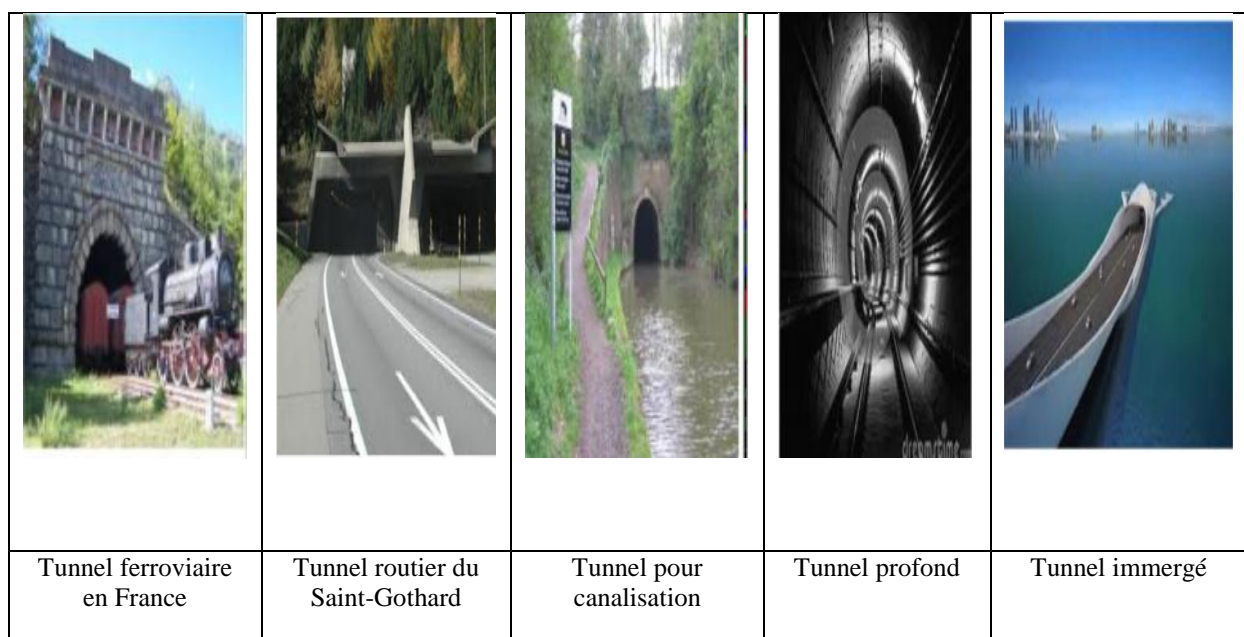 dreamstime
Tunnel ferroviaire
en France
Tunnel routier du
Saint-Gothard
Tunnel pour
canalisation
Tunnel profond
Tunnel immergé